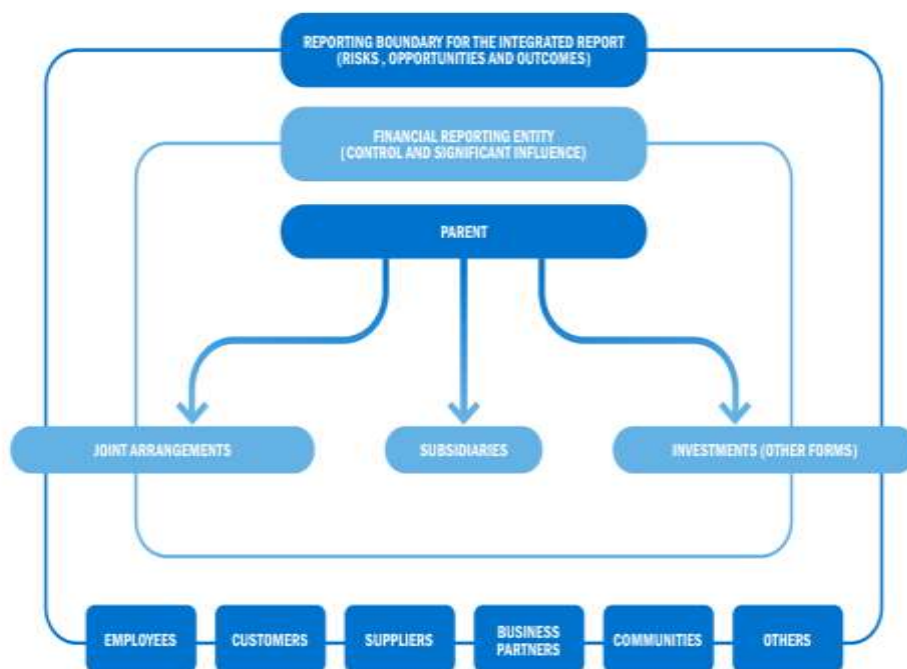 REPORTING BOUNDARY FOR THE INTEGRATED REPORT
(RISKS , OPPORTUNITIES AND OUTCOMES)
FINANCIAL REPORTING ENTITY
( CONTROL AND SIGNIFICANT INFLUENCE)
PARENT
JOINT ARRANGEMENTS
SUBSIDIARIES
INVESTMENTS (OTHER FORMS)
EMPLOYEES
CUSTOMERS
SUPPLIERS
BUSINESS
PARTNERS
COMMUNITIES
OTHERS